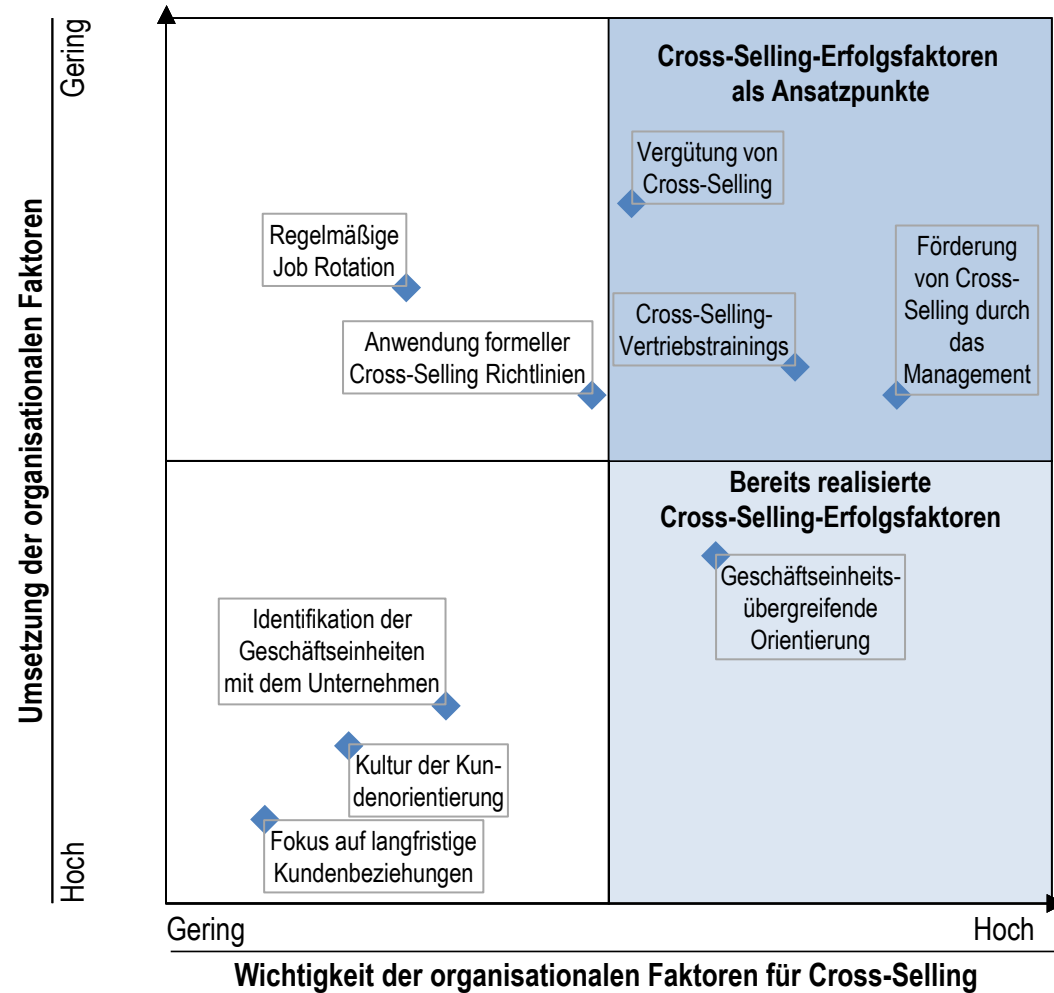 Umsetzung der organisationalen Faktoren
Gering
Hoch
Cross-Selling-Erfolgsfaktoren
als Ansatzpunkte
Vergütung von
Cross-Selling
Regelmäßige
Job Rotation
Förderung
von Cross-
Selling durch
das
Management
Cross-Selling-
Vertriebstrainings
Anwendung formeller
Cross-Selling Richtlinien
Bereits realisierte
Cross-Selling-Erfolgsfaktoren
Geschäftseinheits-
übergreifende
Orientierung
Identifikation der
Geschäftseinheiten
mit dem Unternehmen
Kultur der Kun-
denorientierung
Fokus auf langfristige
Kundenbeziehungen
Gering
Hoch
Wichtigkeit der organisationalen Faktoren für Cross-Selling